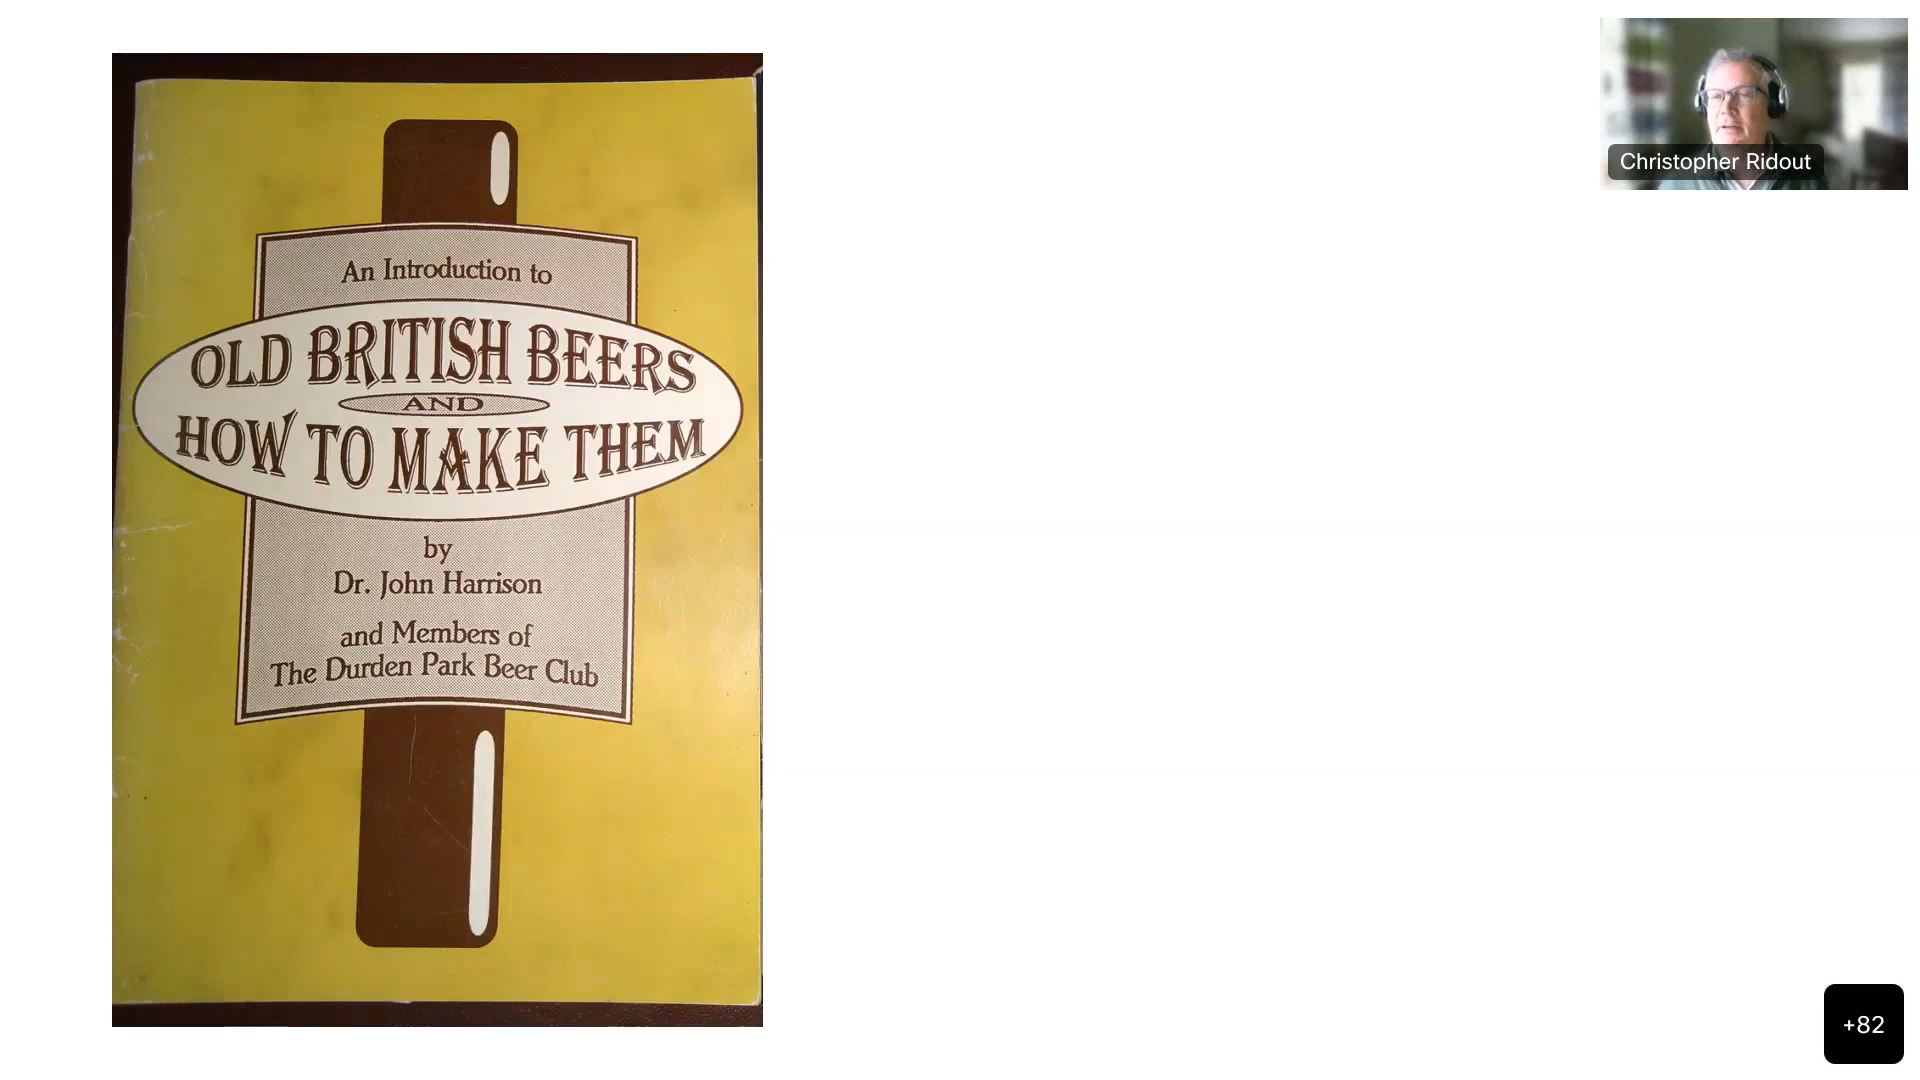 An Introduction to
OLD BRITISH BEERS
AND
HOW TO MAKE THEM
by
Dr. John Harrison
and Members of
The Durden Park Beer Club
Christopher Ridout
+82